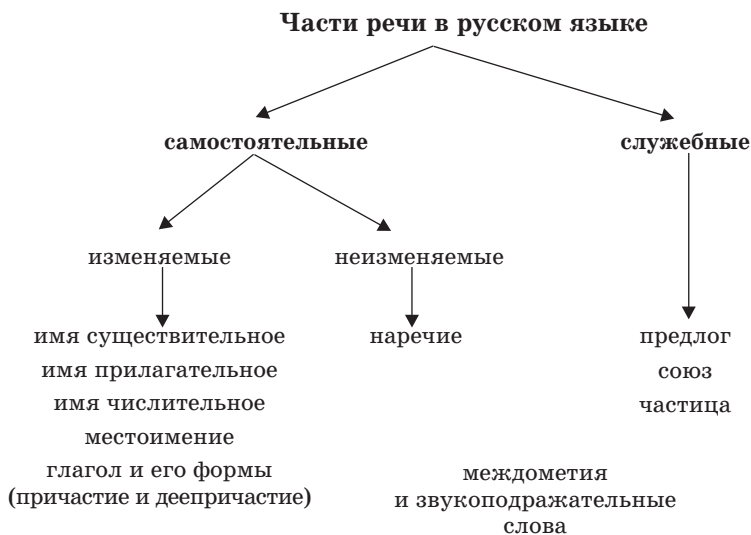 Части речи в русском языке
самостоятельные
служебные
изменяемые
неизменяемые
имя существительное
имя прилагательное
имя числительное
местоимение
глагол и его формы
(причастие и деепричастие)
наречие
предлог
союз
частица
междометия
и звукоподражательные
слова